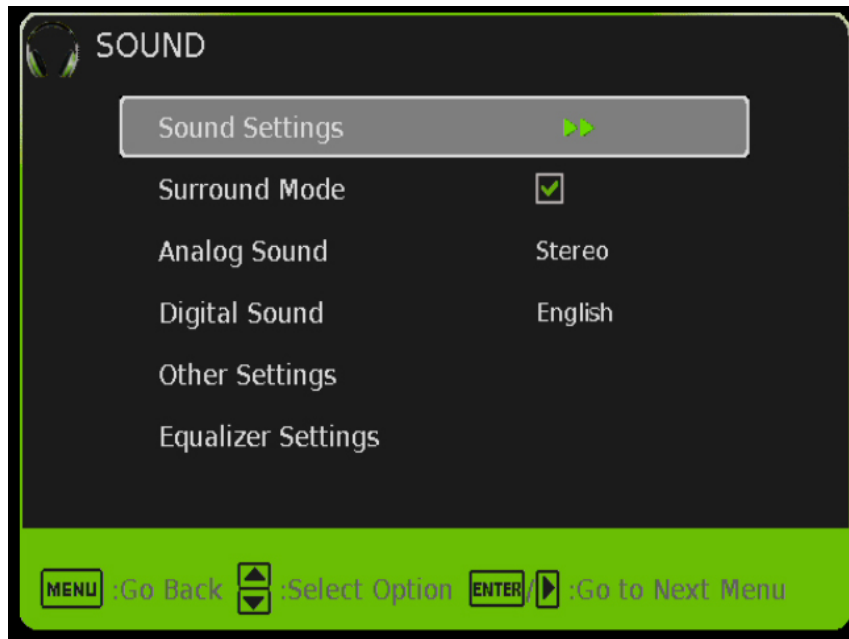 SOUND
Sound Settings
Surround Mode
Analog Sound Stereo
Digital Sound English
Other Settings
Equalizer Settings
MENU :Go Back :Select Option ENTER/ :Go to Next Menu